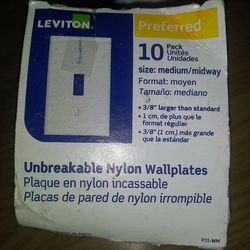 LEVITON
Preferred
10 Pack
Unités
Unidades
size: medium/midway
Format: moyen
Tamaño: mediano
• 3/8" larger than standard
• 1 cm, de plus que le
format régulier
• 3/8" (1 cm.) más grande
que la estándar
Unbreakable Nylon Wallplates
Plaque en nylon incassable
Placas de pared de nylon irrompible
PJ1-WM